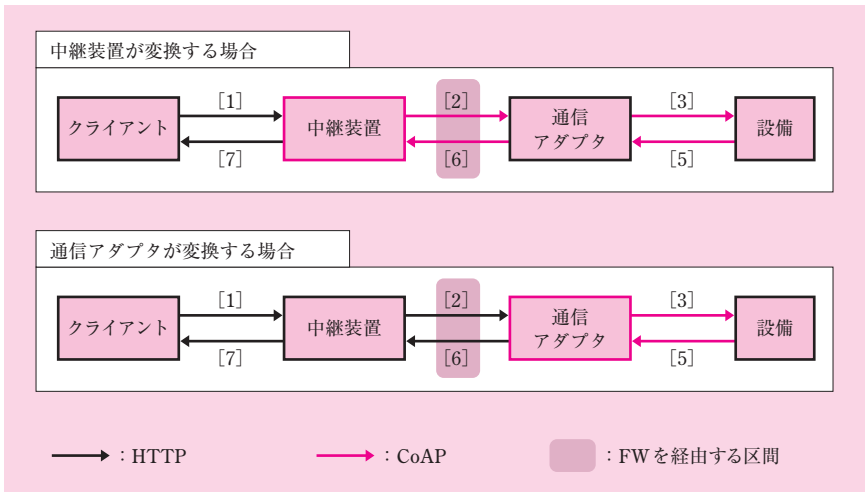 中継装置が変換する場合
[1] [2] [3]
クライアント 中継装置 通信 設備
アダプタ
[7] [6] [5]
通信アダプタが変換する場合
[1] [2] [3]
クライアント 中継装置 通信 設備
アダプタ
[7] [6] [5]
：HTTP ：CoAP ：FWを経由する区間